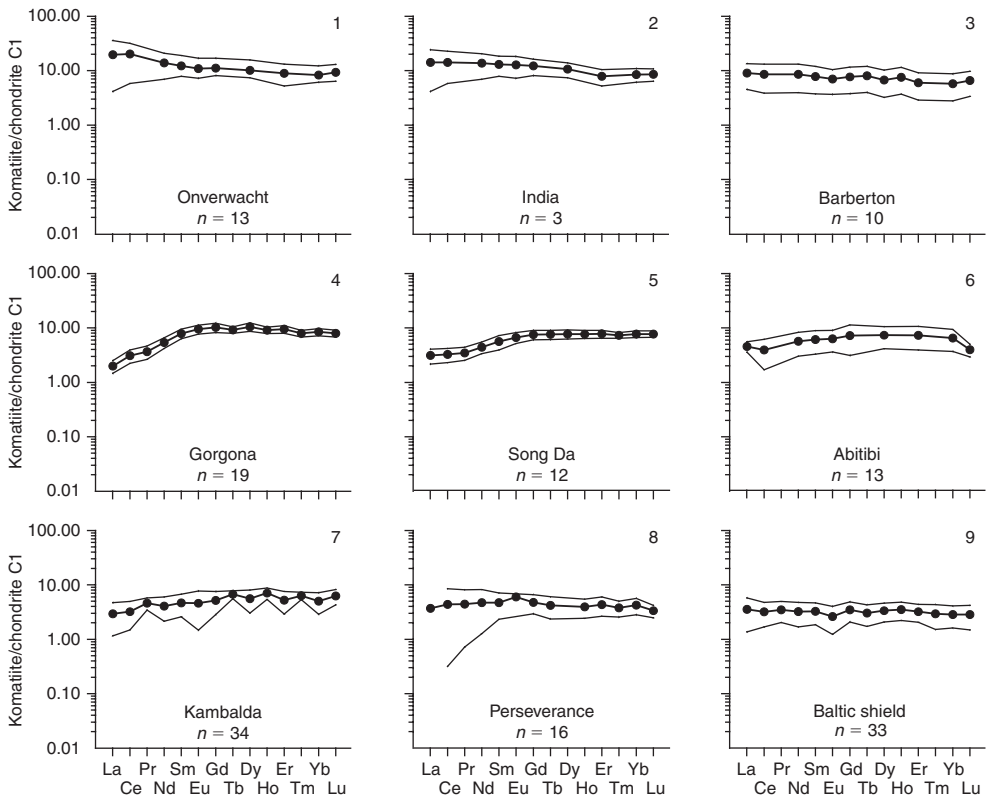 Komatiite/chondrite C1
100.00
10.00
1.00
0.10
0.01
1
Onverwacht
n = 13
2
India
n = 3
3
Barberton
n = 10
Komatiite/chondrite C1
100.00
10.00
1.00
0.10
0.01
4
Gorgona
n = 19
5
Song Da
n = 12
6
Abitibi
n = 13
Komatiite/chondrite C1
100.00
10.00
1.00
0.10
0.01
7
Kambalda
n = 34
8
Perseverance
n = 16
9
Baltic shield
n = 33
La Pr Sm Gd Dy Er Yb
Ce Nd Eu Tb Ho Tm Lu
La Pr Sm Gd Dy Er Yb
Ce Nd Eu Tb Ho Tm Lu
La Pr Sm Gd Dy Er Yb
Ce Nd Eu Tb Ho Tm Lu